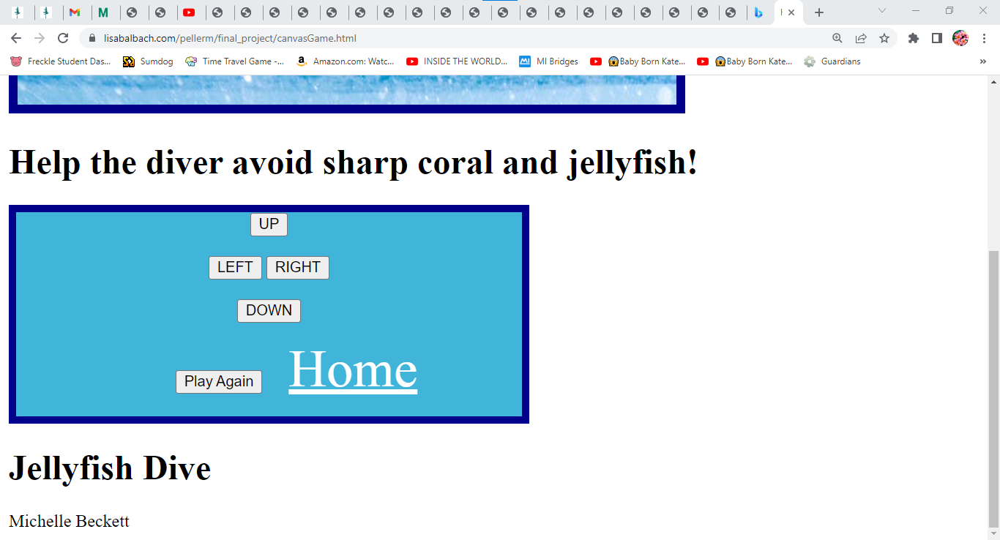 lisabalbach.com/pellerm/final_project/canvasGame.html
Freckle Student Das... Sumdog Time Travel Game -... Amazon.com: Watc... INSIDE THE WORLD... MI Bridges 😱Baby Born Kate... 😱Baby Born Kate... Guardians »
Help the diver avoid sharp coral and jellyfish!
UP
LEFT RIGHT
DOWN
Play Again Home
Jellyfish Dive
Michelle Beckett